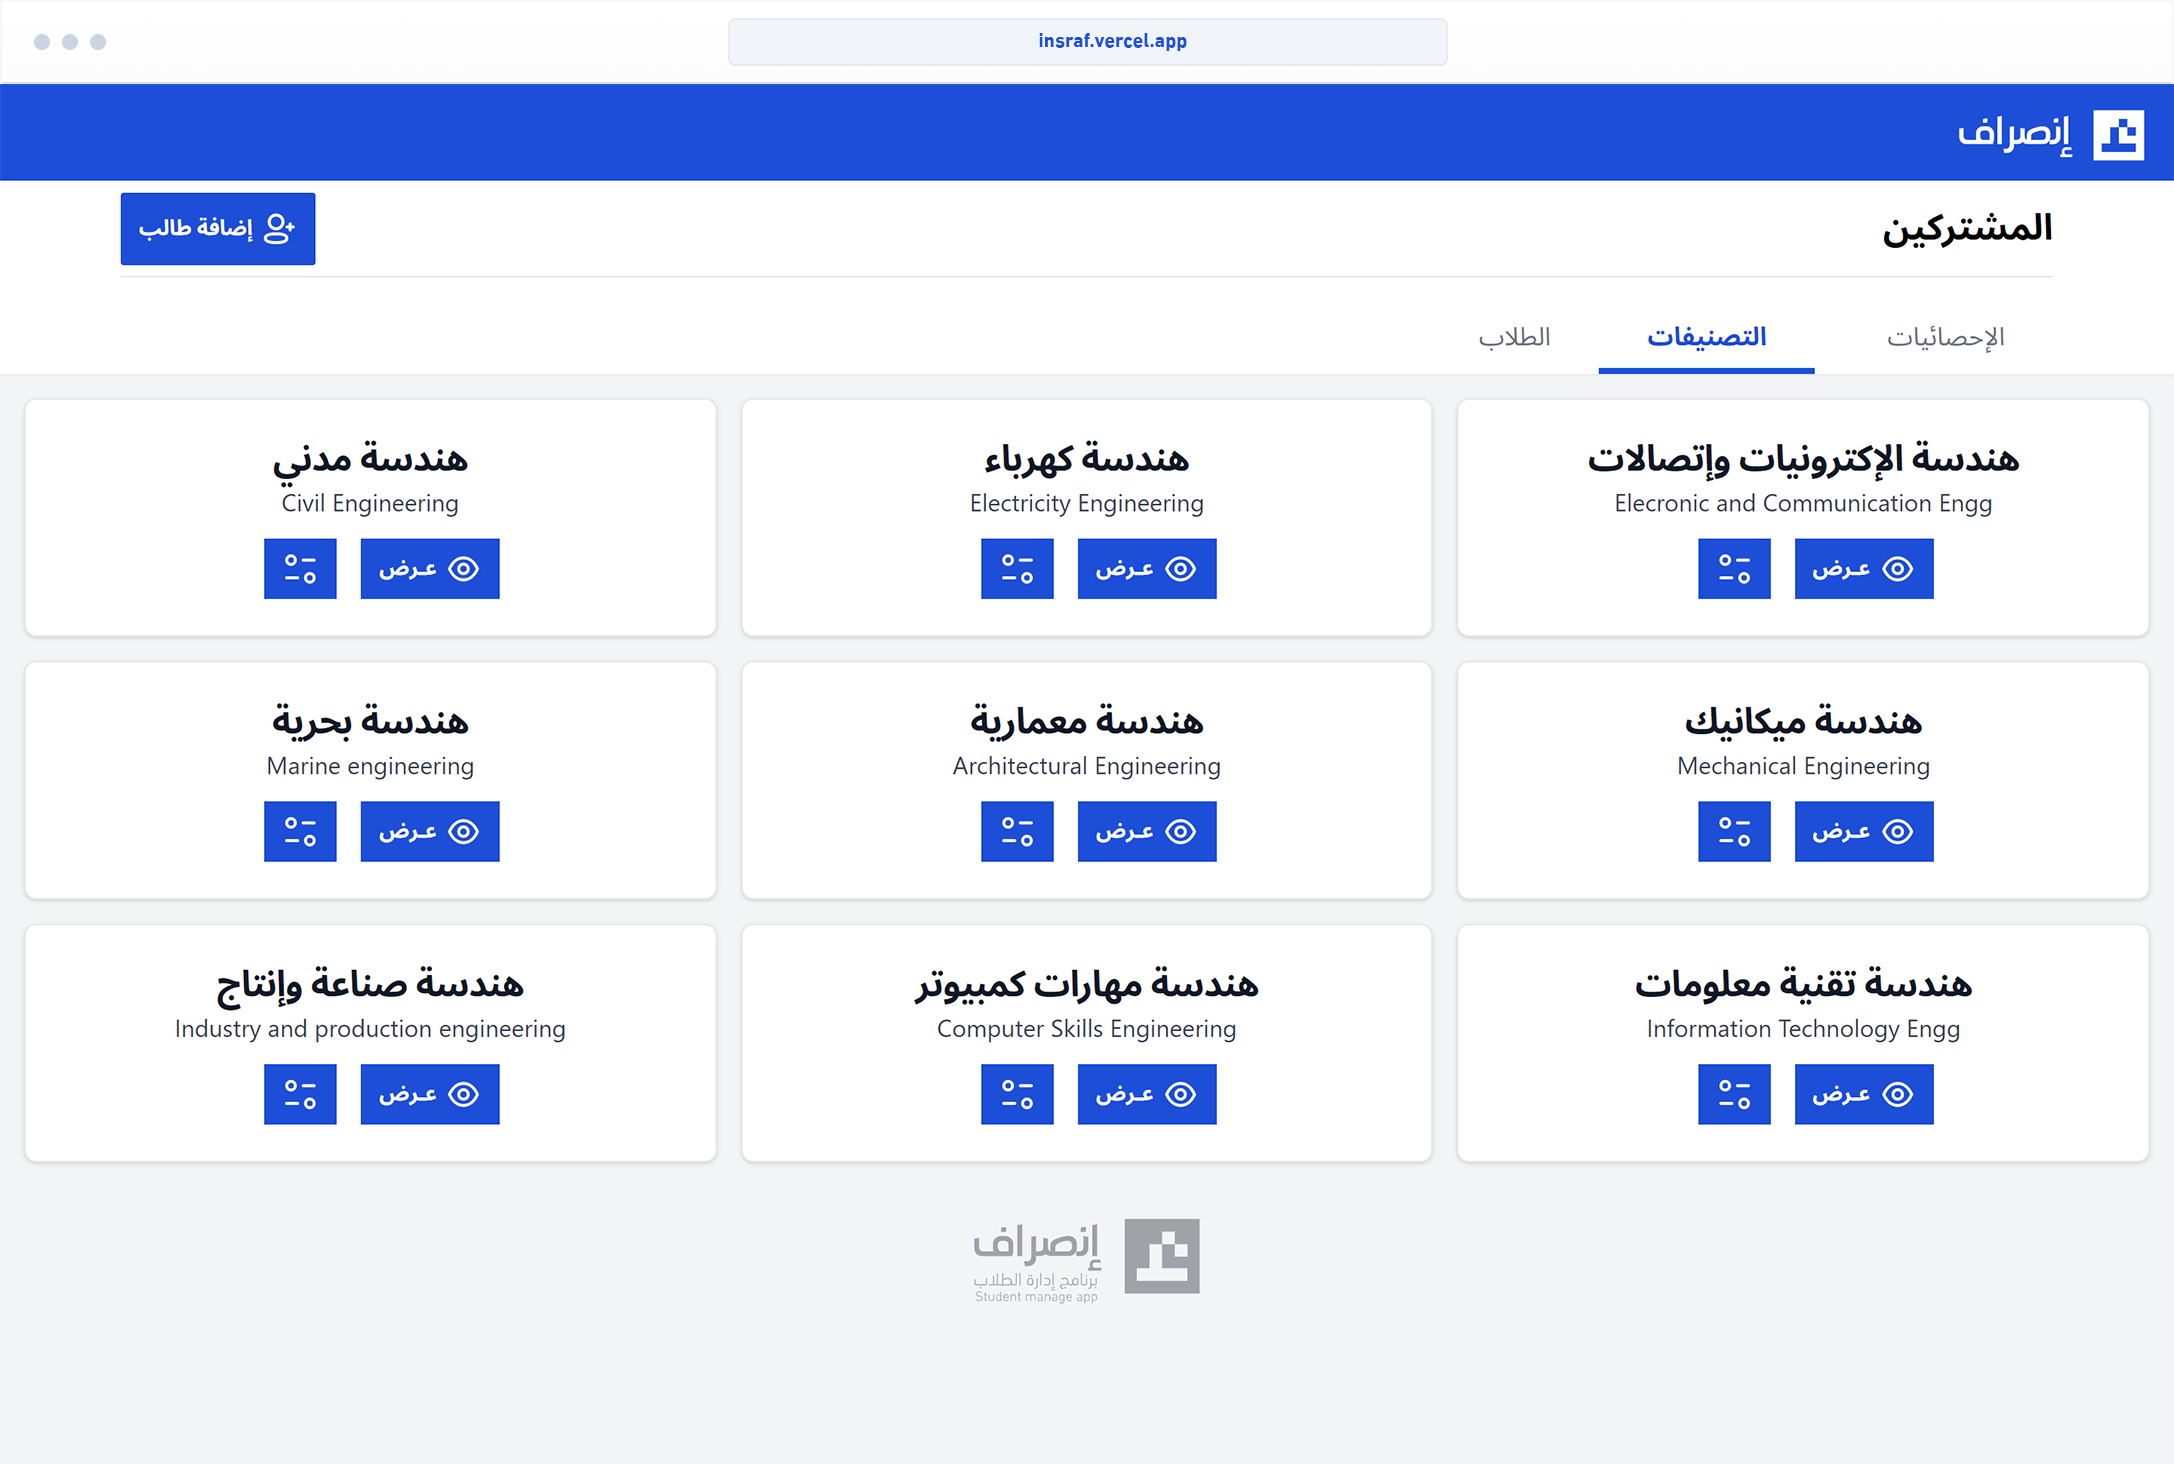 insraf.vercel.app
إنصراف
المشتركين
إضافة طالب
الإحصائيات
التصنيفات
الطلاب
هندسة الإكترونيات وإتصالات
Elecronic and Communication Engg
عرض
هندسة كهرباء
Electricity Engineering
عرض
هندسة مدني
Civil Engineering
عرض
هندسة ميكانيك
Mechanical Engineering
عرض
هندسة معمارية
Architectural Engineering
عرض
هندسة بحرية
Marine engineering
عرض
هندسة تقنية معلومات
Information Technology Engg
عرض
هندسة مهارات كمبيوتر
Computer Skills Engineering
عرض
هندسة صناعة وإنتاج
Industry and production engineering
عرض
إنصراف
برنامج إدارة الطلاب
Student manage app